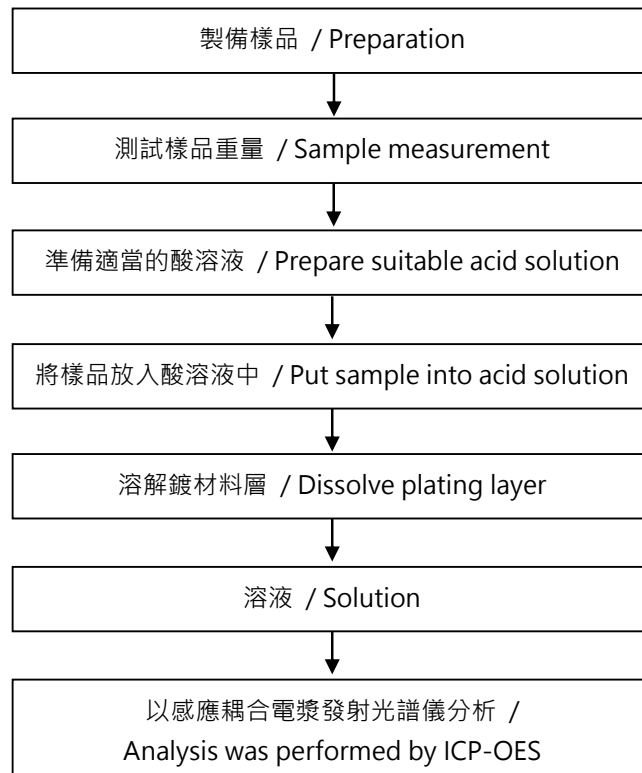 製備樣品 / Preparation
測試樣品重量 / Sample measurement
準備適當的酸溶液 / Prepare suitable acid solution
將樣品放入酸溶液中 / Put sample into acid solution
溶解鍍材料層 / Dissolve plating layer
溶液 / Solution
以感應耦合電漿發射光譜儀分析 /
Analysis was performed by ICP-OES